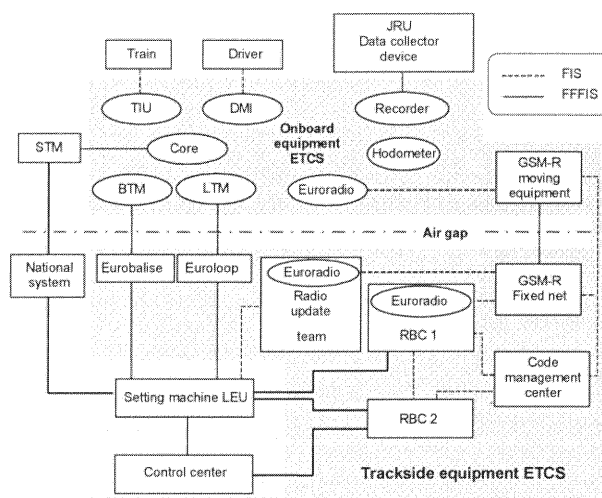 Train
Driver
JRU
Data collector
device
FIS
FFFIS
TIU
DMI
Recorder
STM
Core
Onboard
equipment
ETCS
Hodometer
GSM-R
moving
equipment
BTM
LTM
Euroradio
Air gap
National
system
Eurobalise
Euroloop
Euroradio
Radio
update
team
Euroradio
RBC 1
GSM-R
Fixed net
Setting machine LEU
Code
management
center
RBC 2
Control center
Trackside equipment ETCS